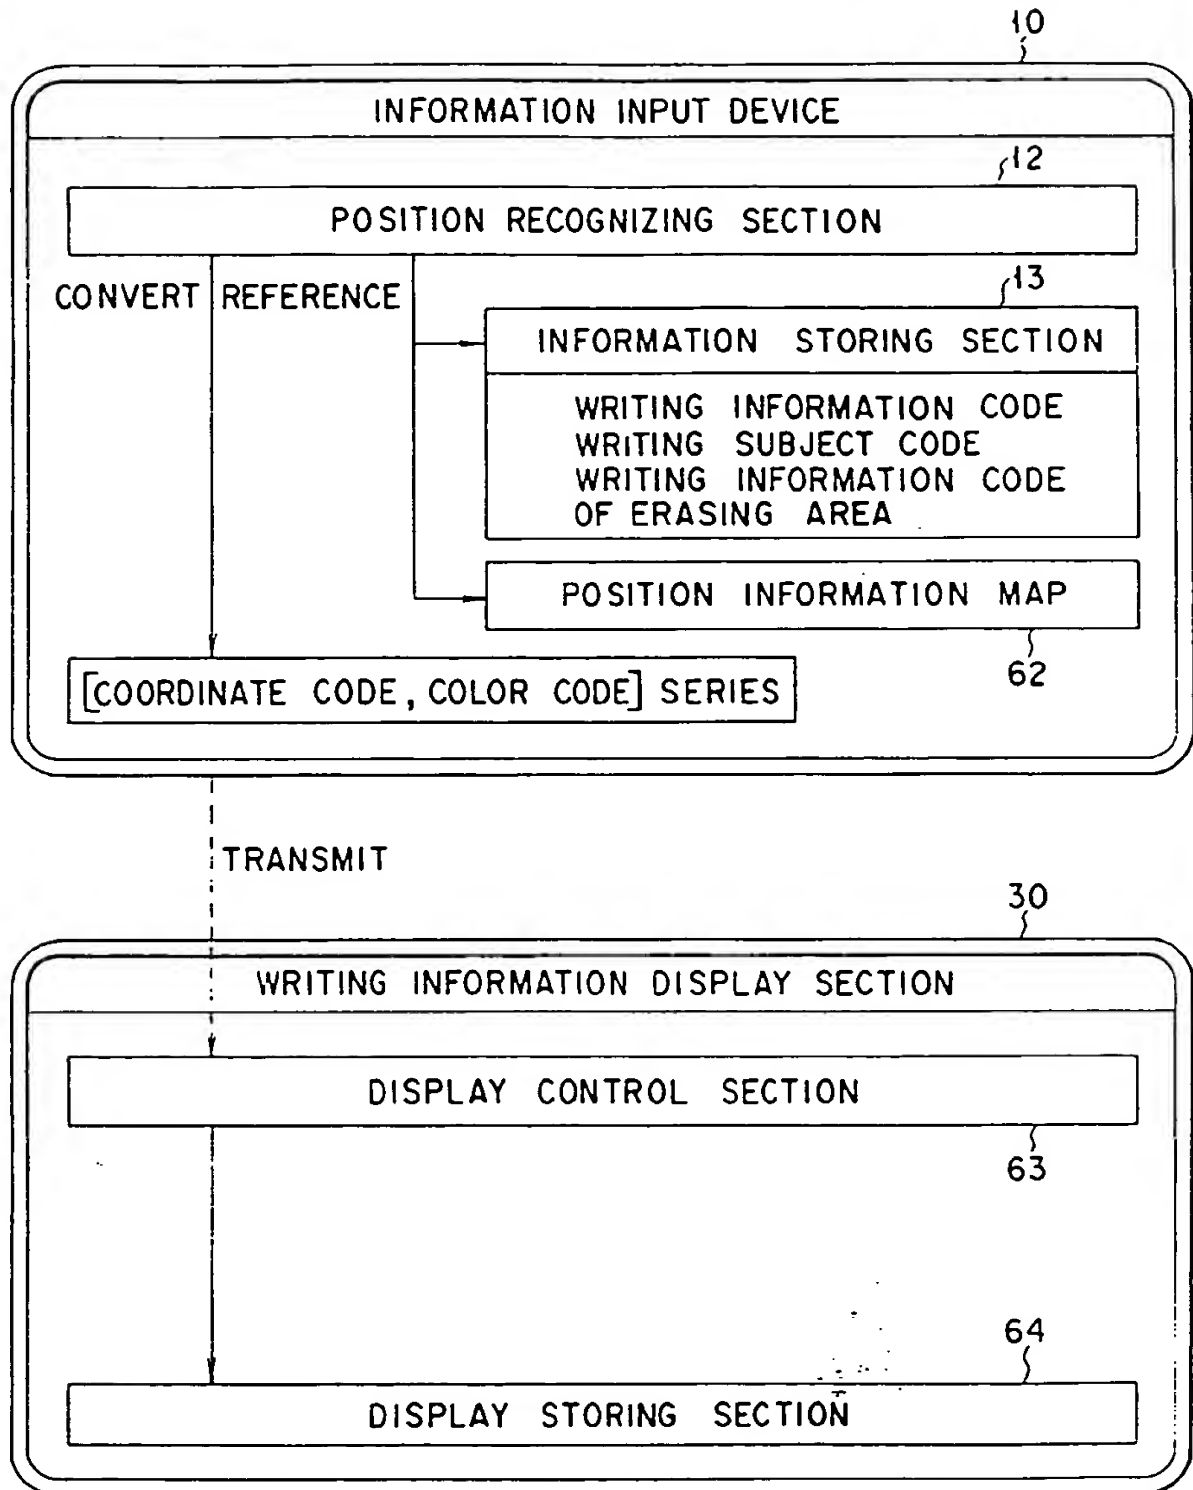 10
INFORMATION INPUT DEVICE
12
POSITION RECOGNIZING SECTION
CONVERT REFERENCE
13
INFORMATION STORING SECTION
WRITING INFORMATION CODE
WRITING SUBJECT CODE
WRITING INFORMATION CODE
OF ERASING AREA
POSITION INFORMATION MAP
62
[COORDINATE CODE, COLOR CODE] SERIES
TRANSMIT
30
WRITING INFORMATION DISPLAY SECTION
DISPLAY CONTROL SECTION
63
64
DISPLAY STORING SECTION